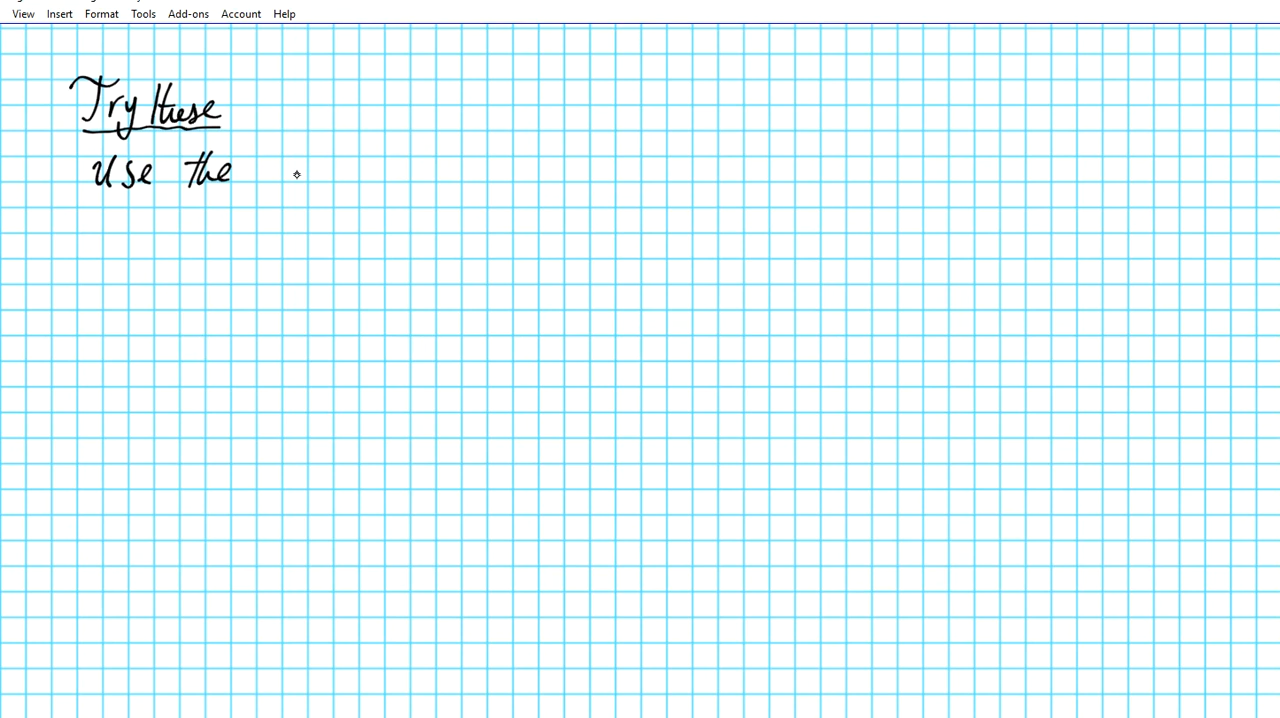 View Insert Format Tools Add-ons Account Help
Try these
Use the